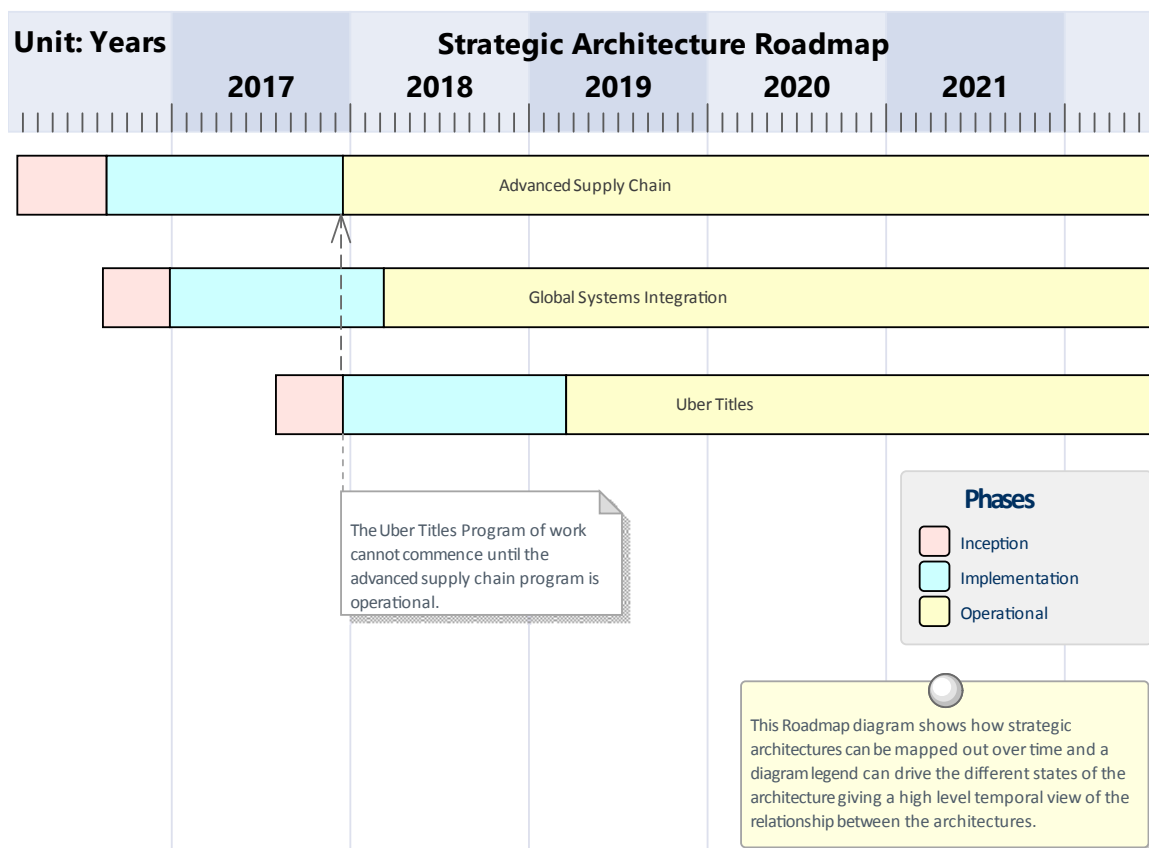 Unit: Years
Strategic Architecture Roadmap
2017 2018 2019 2020 2021
Advanced Supply Chain
Global Systems Integration
Uber Titles
The Uber Titles Program of work
cannot commence until the
advanced supply chain program is
operational.
Phases
Inception
Implementation
Operational
This Roadmap diagram shows how strategic
architectures can be mapped out over time and a
diagram legend can drive the different states of the
architecture giving a high level temporal view of the
relationship between the architectures.